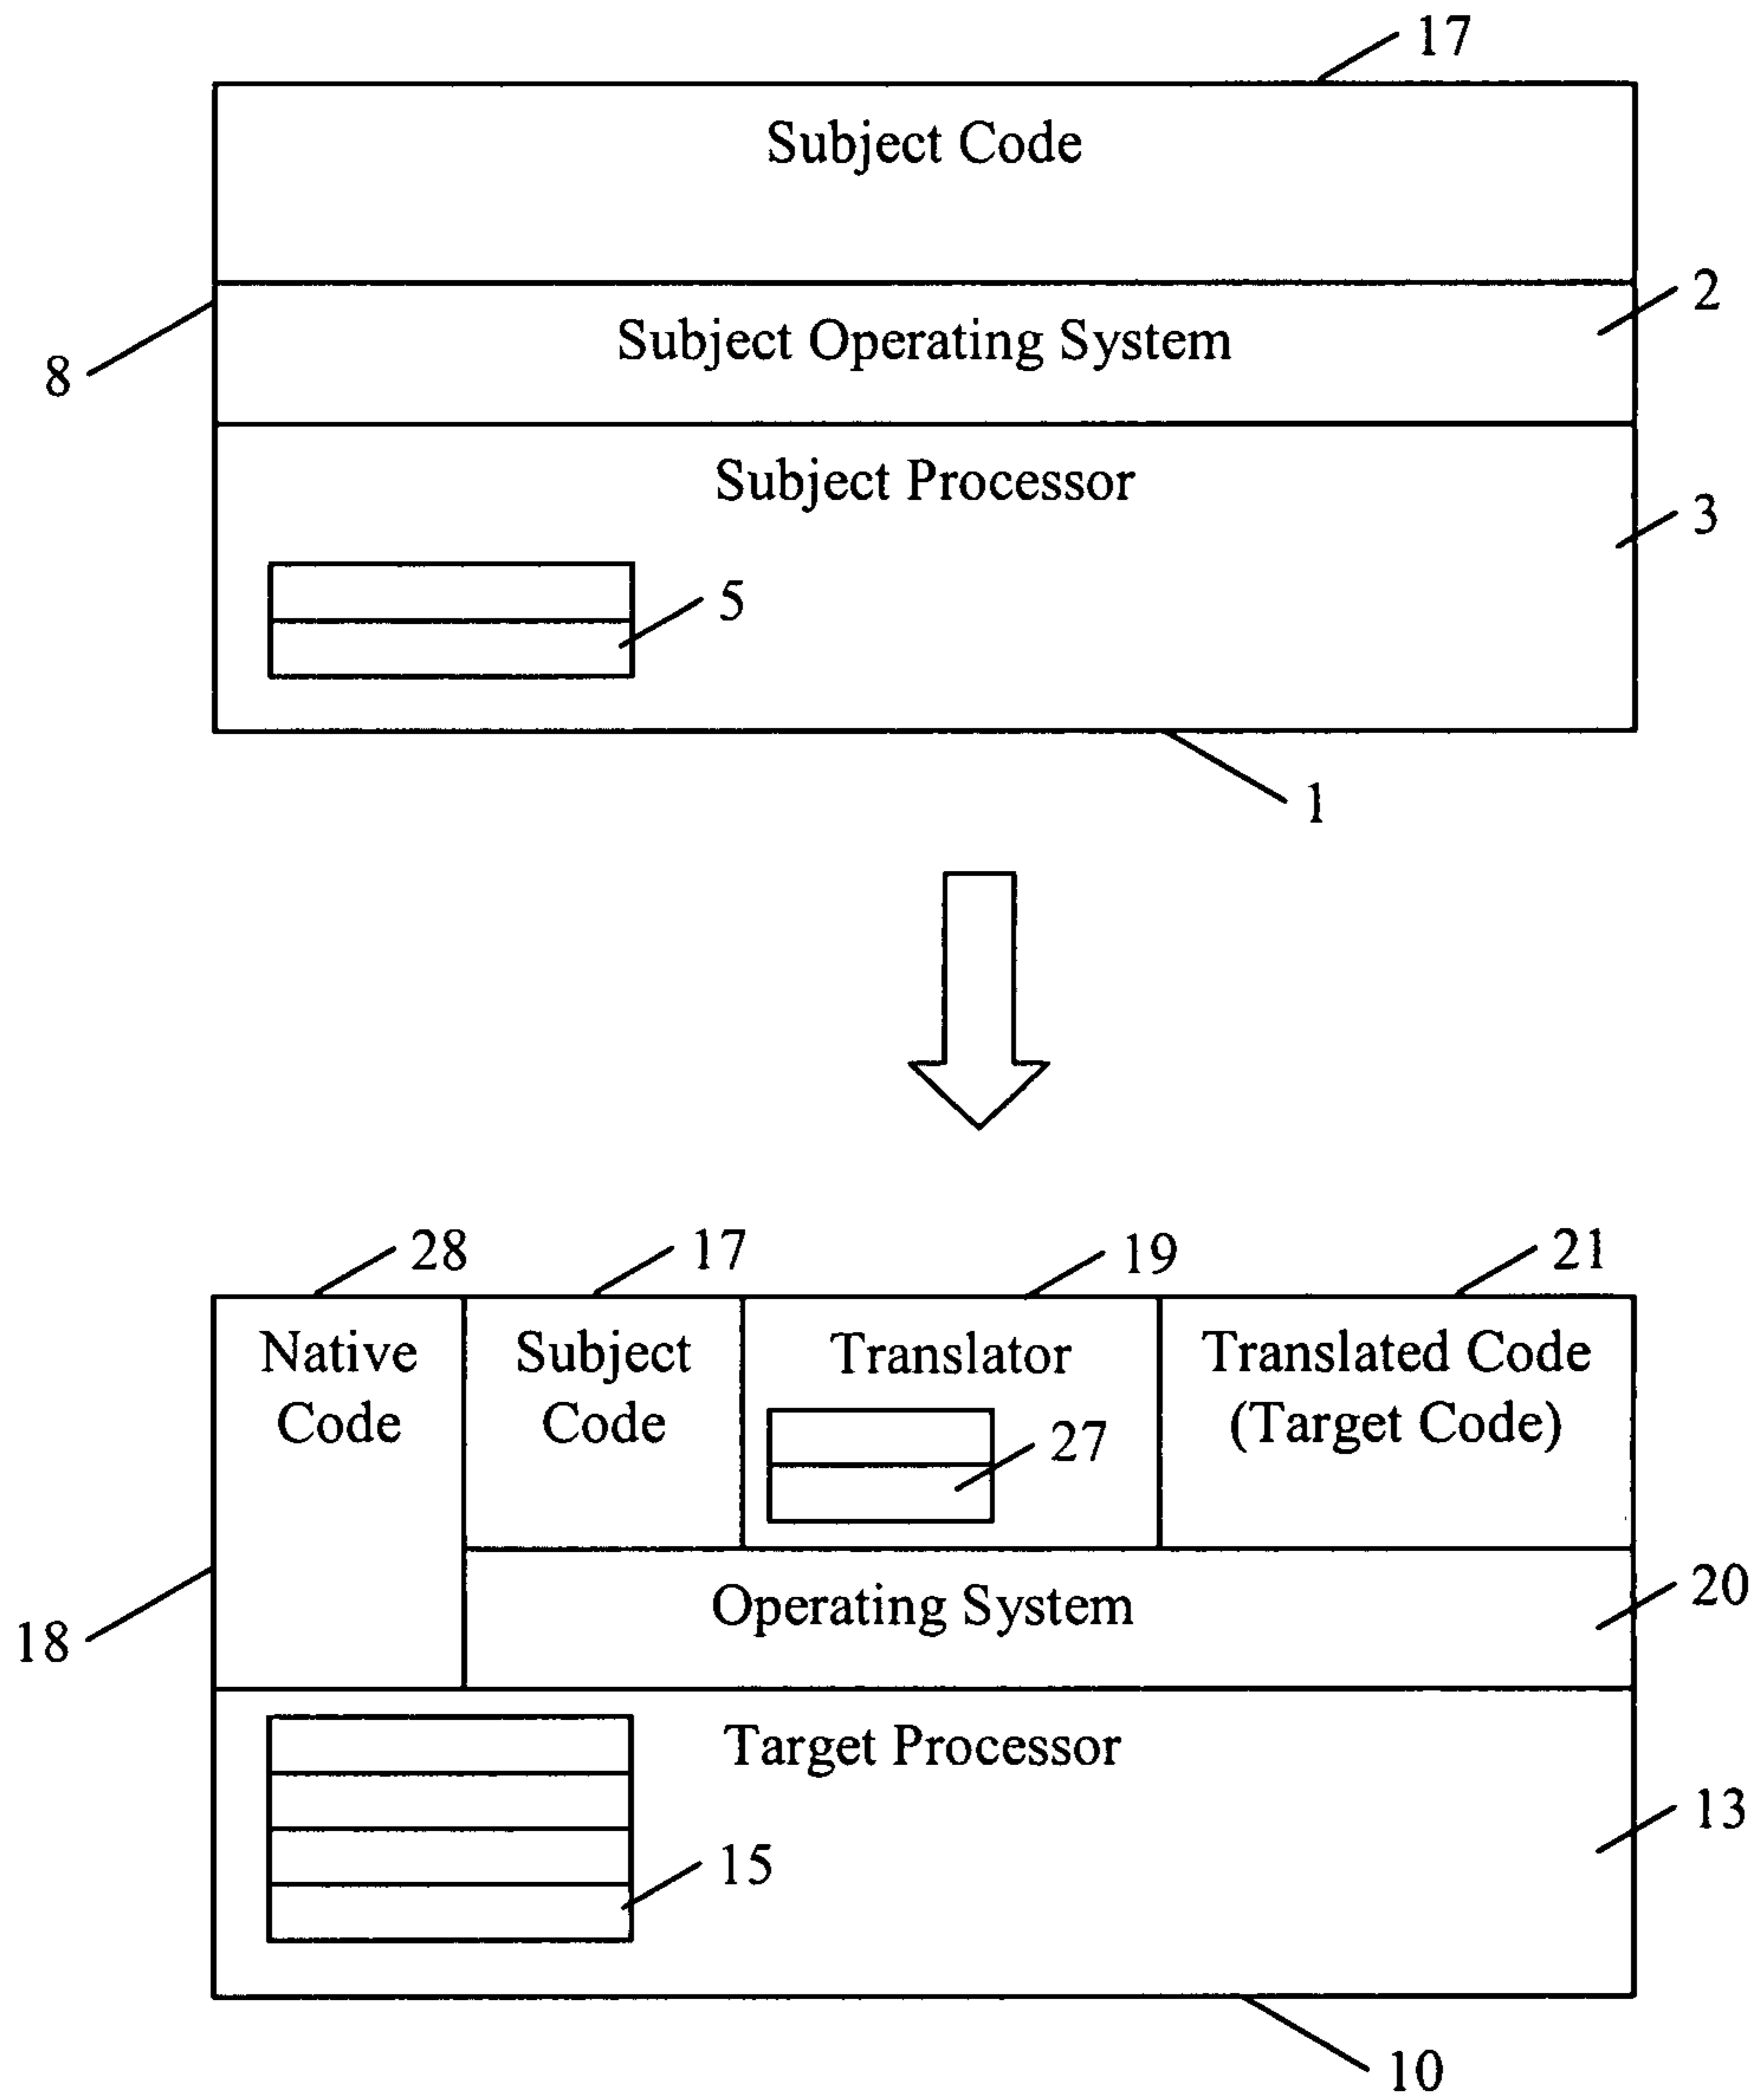 17
Subject Code
2
Subject Operating System
8
Subject Processor
3
5
1
28
17
19
21
Native
Code
Subject
Code
Translator
Translated Code
(Target Code)
27
20
Operating System
18
Target Processor
13
15
10